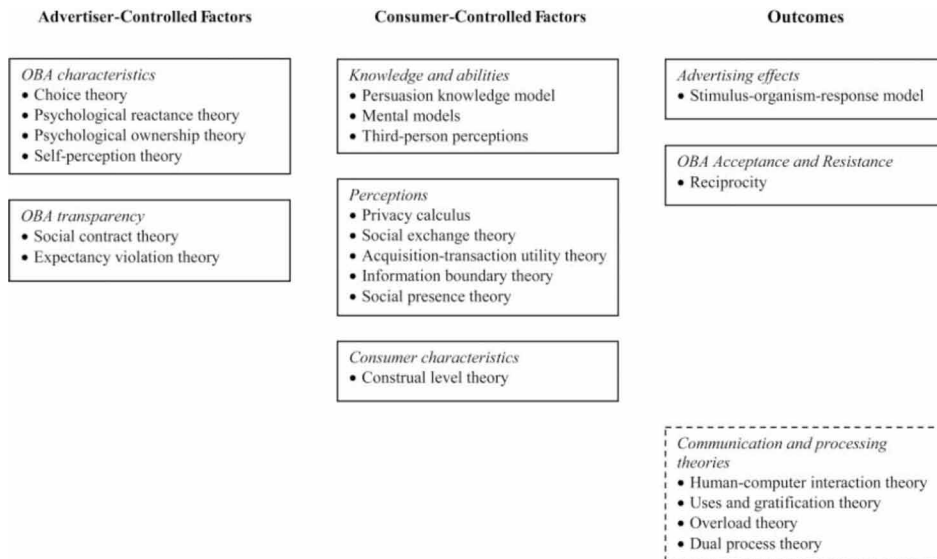 Advertiser-Controlled Factors
OBA characteristics
• Choice theory
• Psychological reactance theory
• Psychological ownership theory
• Self-perception theory
OBA transparency
• Social contract theory
• Expectancy violation theory
Consumer-Controlled Factors
Knowledge and abilities
• Persuasion knowledge model
• Mental models
• Third-person perceptions
Perceptions
• Privacy calculus
• Social exchange theory
• Acquisition-transaction utility theory
• Information boundary theory
• Social presence theory
Consumer characteristics
• Construal level theory
Outcomes
Advertising effects
• Stimulus-organism-response model
OBA Acceptance and Resistance
• Reciprocity
Communication and processing
theories
• Human-computer interaction theory
• Uses and gratification theory
• Overload theory
• Dual process theory